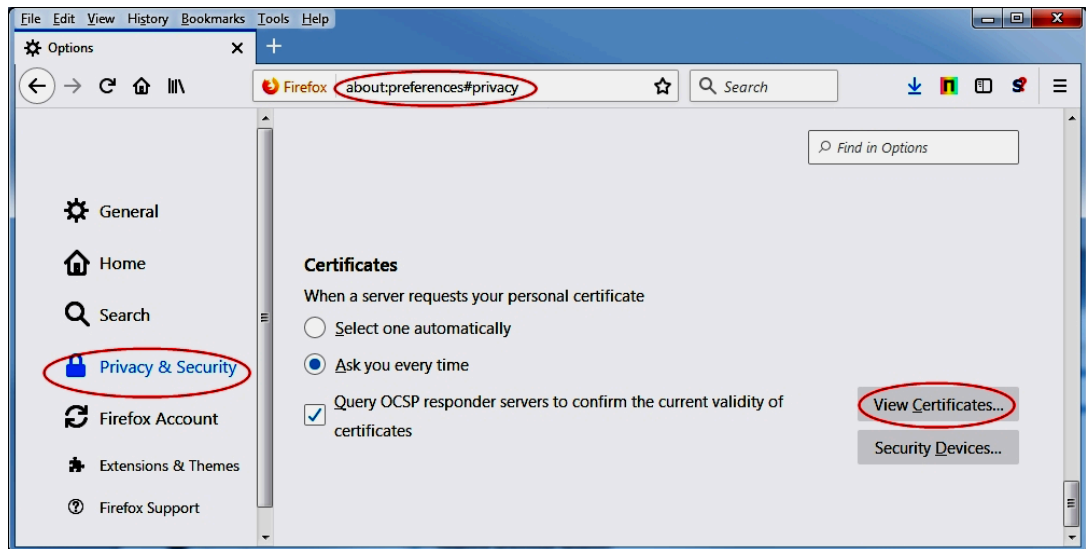 File Edit View History Bookmarks Tools Help
Options
Firefox about:preferences#privacy Search
Find in Options
General
Home
Search
Privacy & Security
Firefox Account
Extensions & Themes
Firefox Support
Certificates
When a server requests your personal certificate
Select one automatically
Ask you every time
Query OCSP responder servers to confirm the current validity of
certificates
View Certificates...
Security Devices...